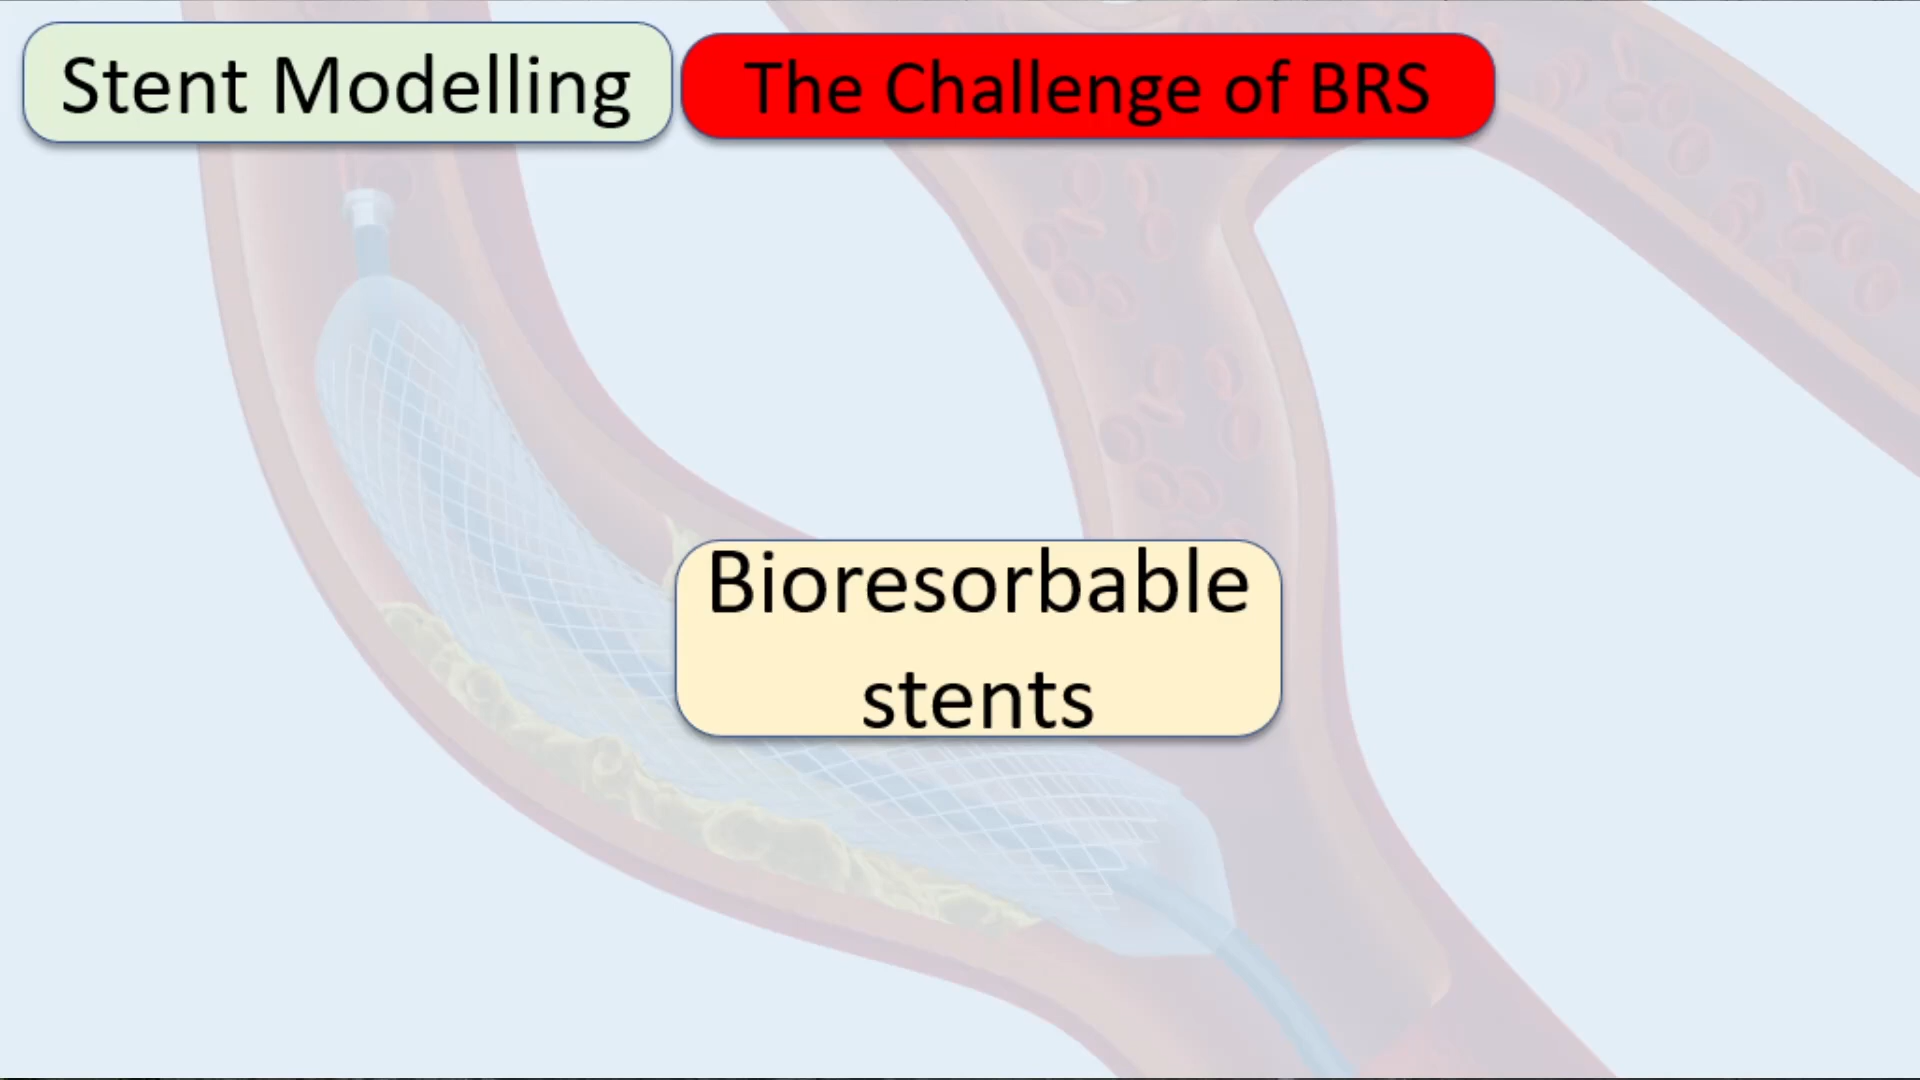 Stent Modelling
The Challenge of BRS
Bioresorbable
stents